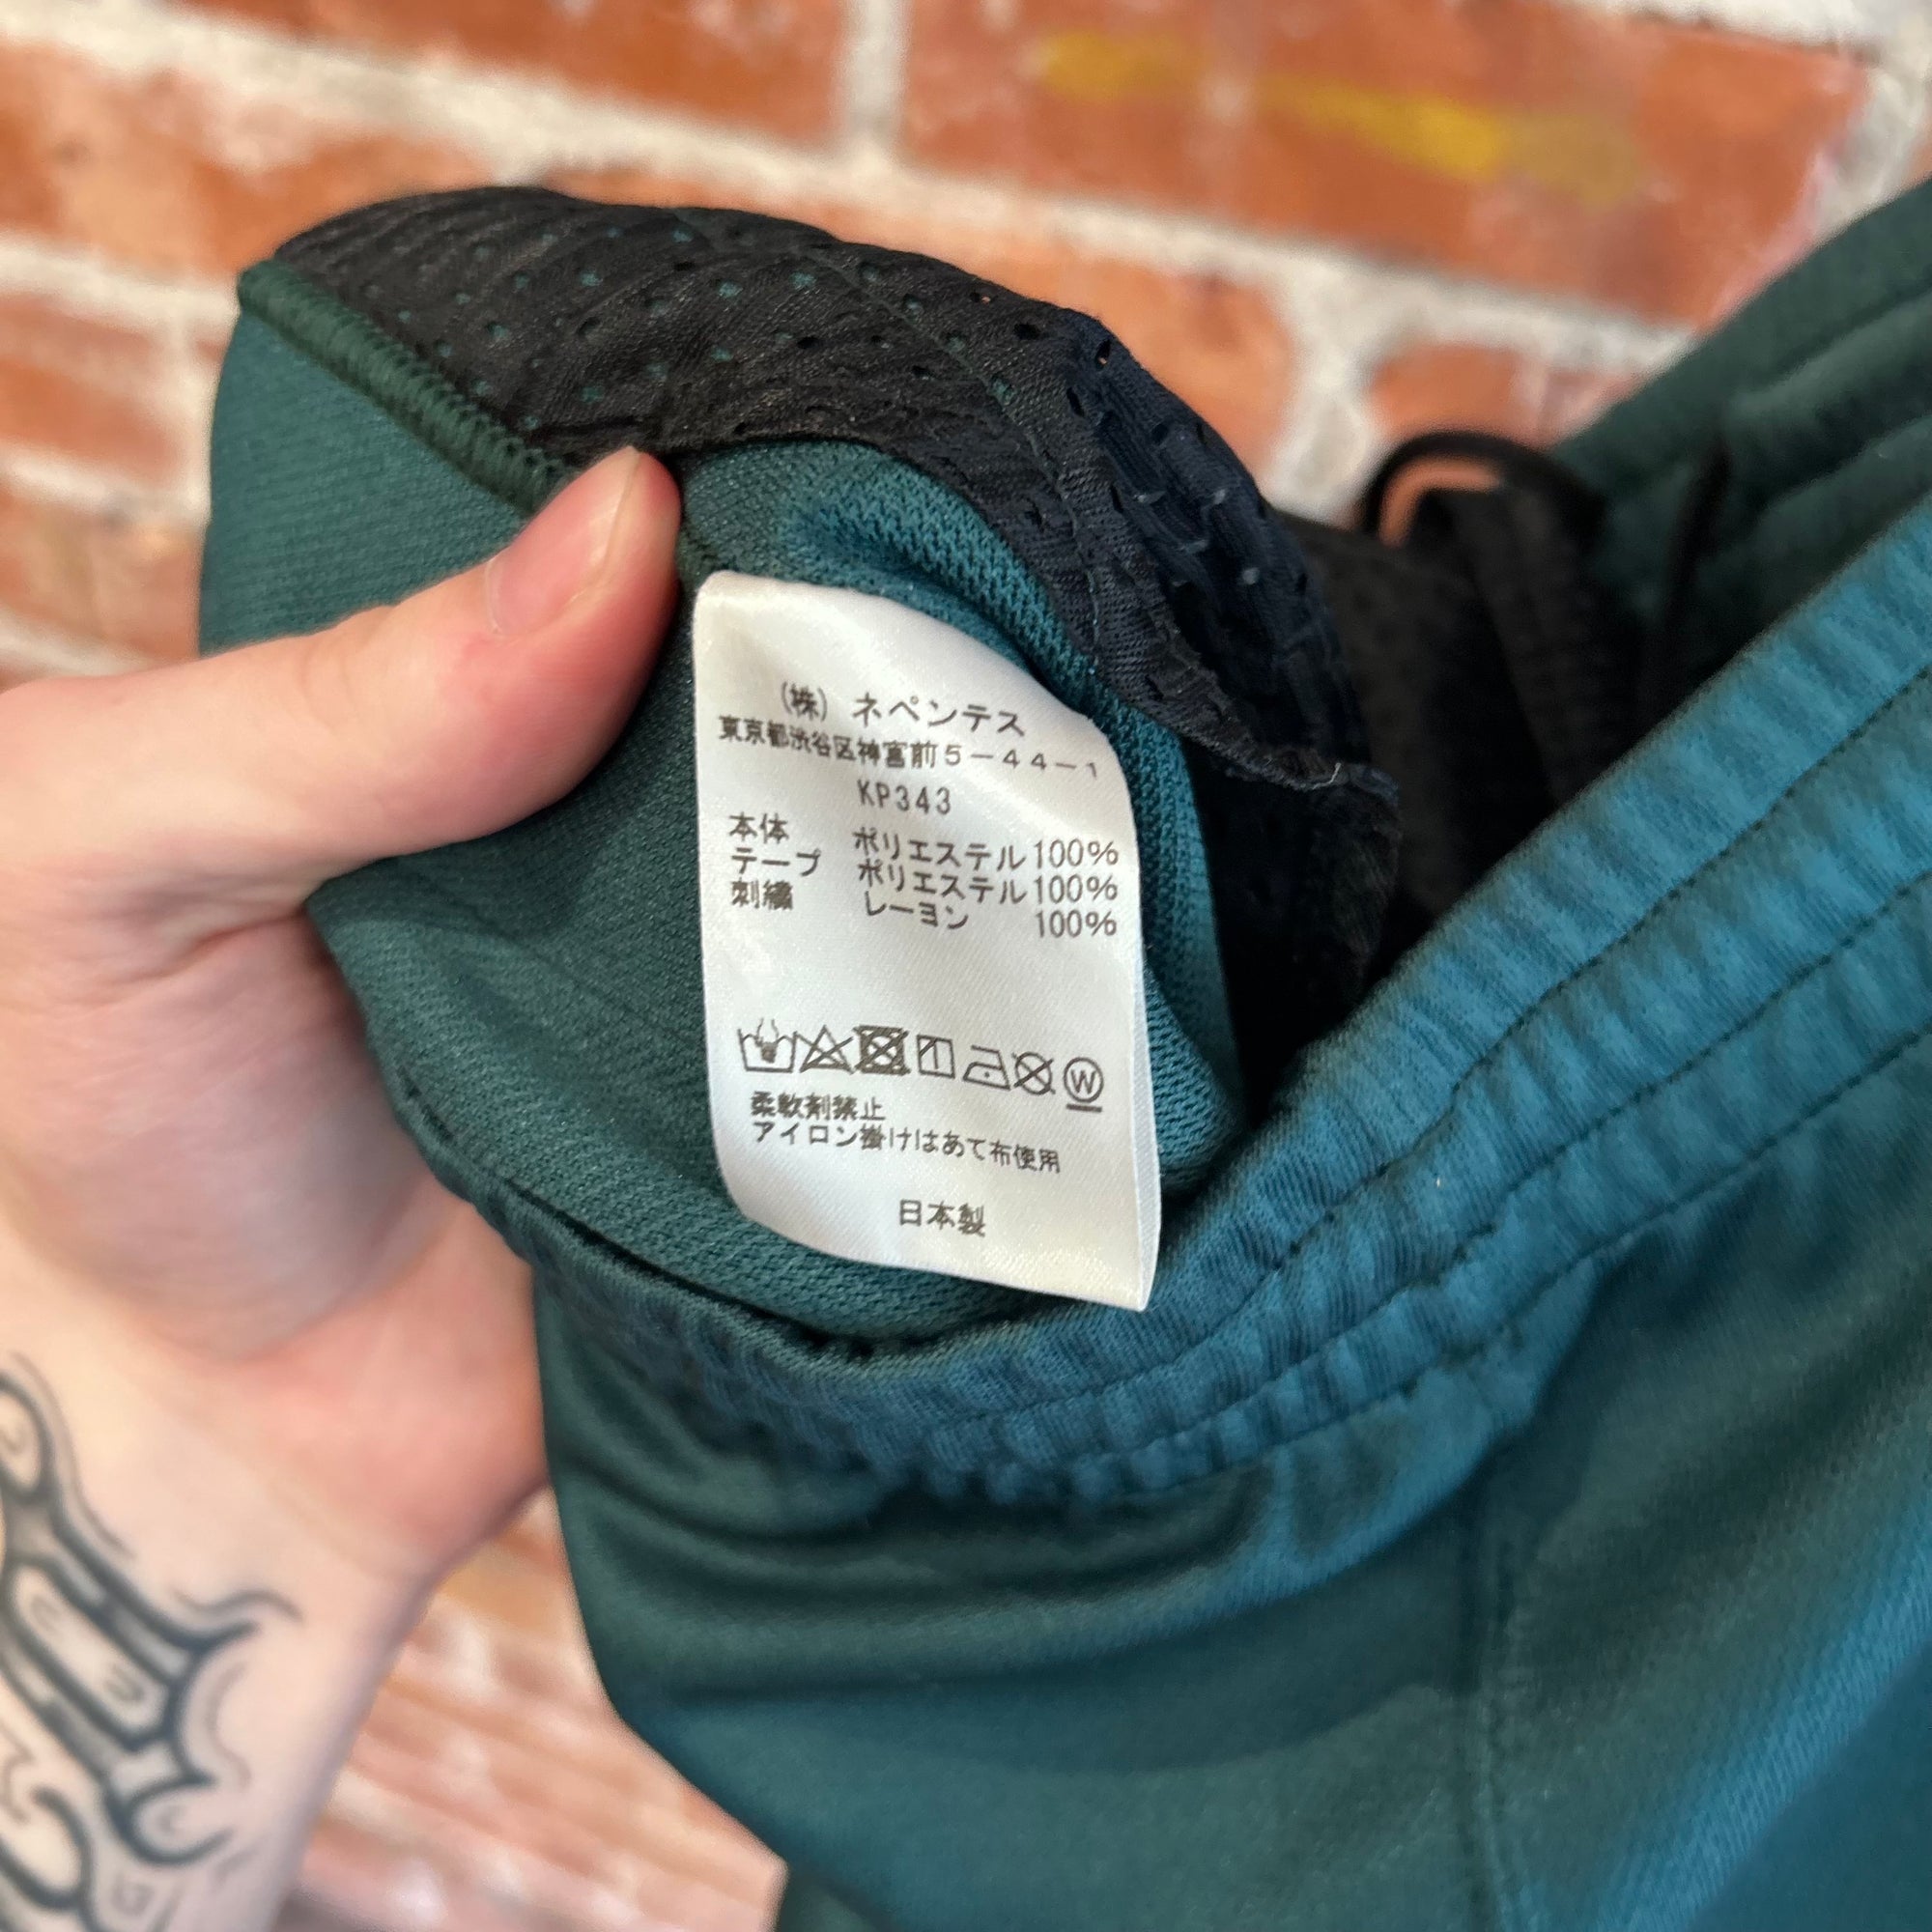 (株) ネペンテス
東京都渋谷区神宮前5-44-1
KP343
本体 ポリエステル100%
テープ ポリエステル100%
刺繍 レーヨン 100%
W
柔軟剤禁止
アイロン掛けはあて布使用
日本製